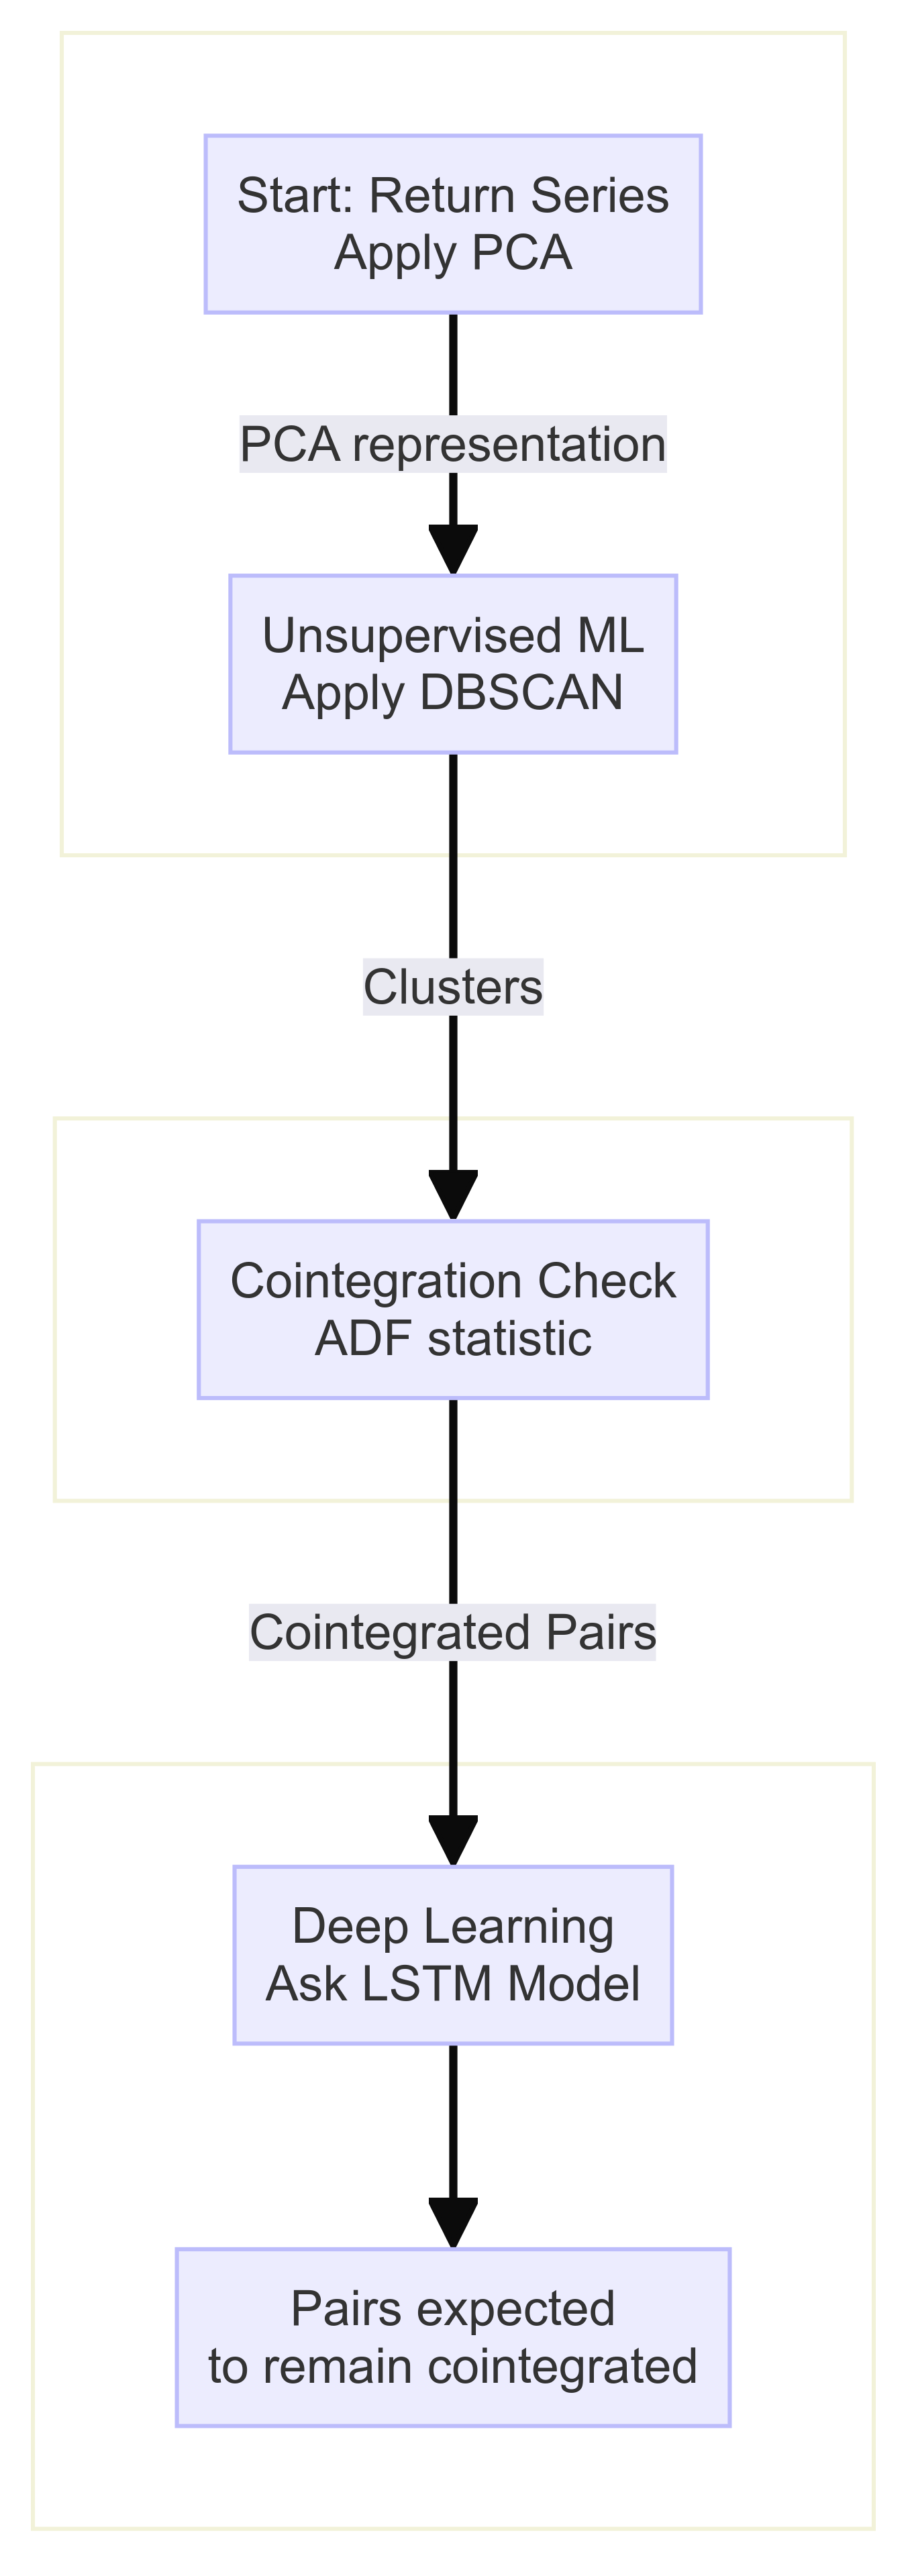 Start: Return Series
Apply PCA
PCA representation
Unsupervised ML
Apply DBSCAN
Clusters
Cointegration Check
ADF statistic
Cointegrated Pairs
Deep Learning
Ask LSTM Model
Pairs expected
to remain cointegrated